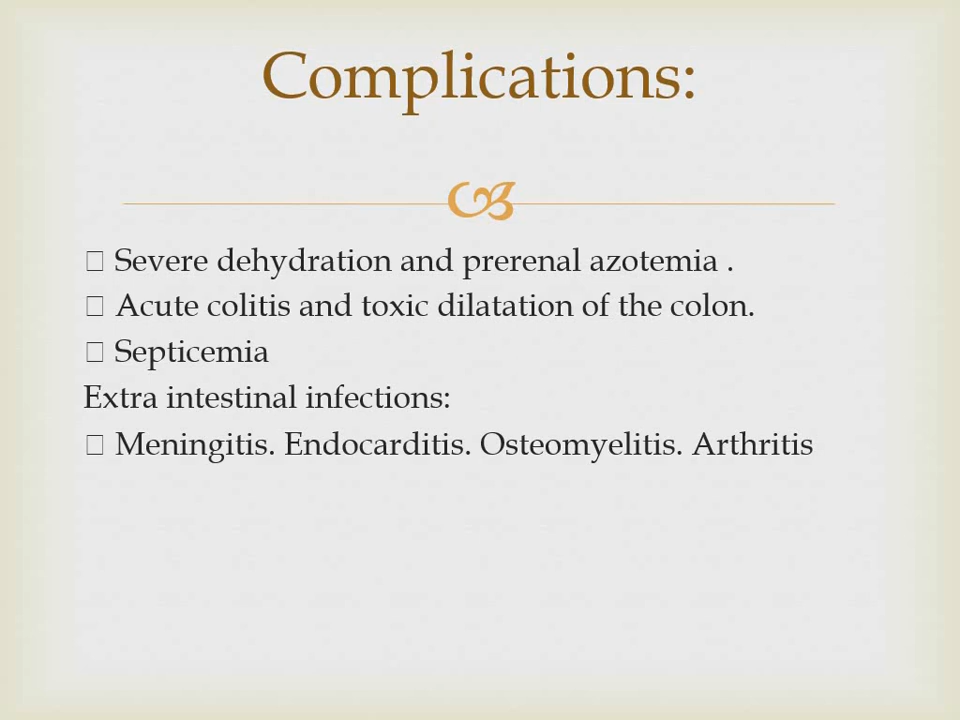 Complications:
□ Severe dehydration and prerenal azotemia .
□ Acute colitis and toxic dilatation of the colon.
□ Septicemia
Extra intestinal infections:
□ Meningitis. Endocarditis. Osteomyelitis. Arthritis